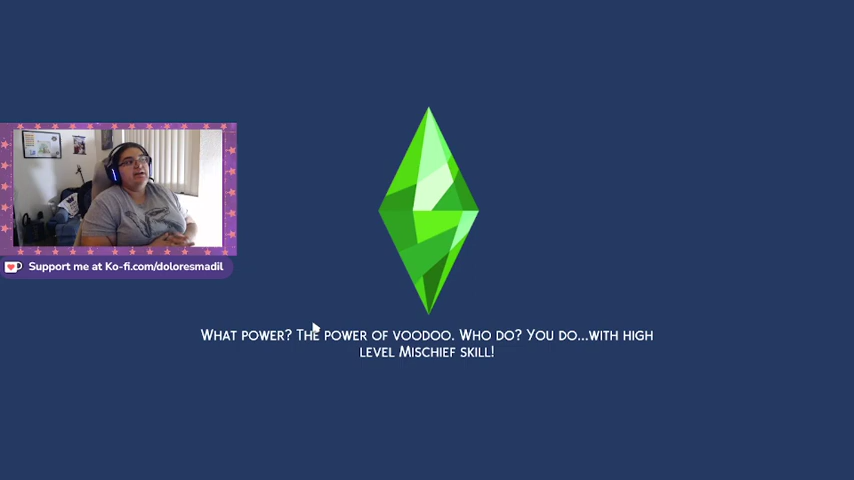 Support me at Ko-fi.com/doloresmadil
What power? The power of voodoo. Who do? You do...with high
level Mischief skill!